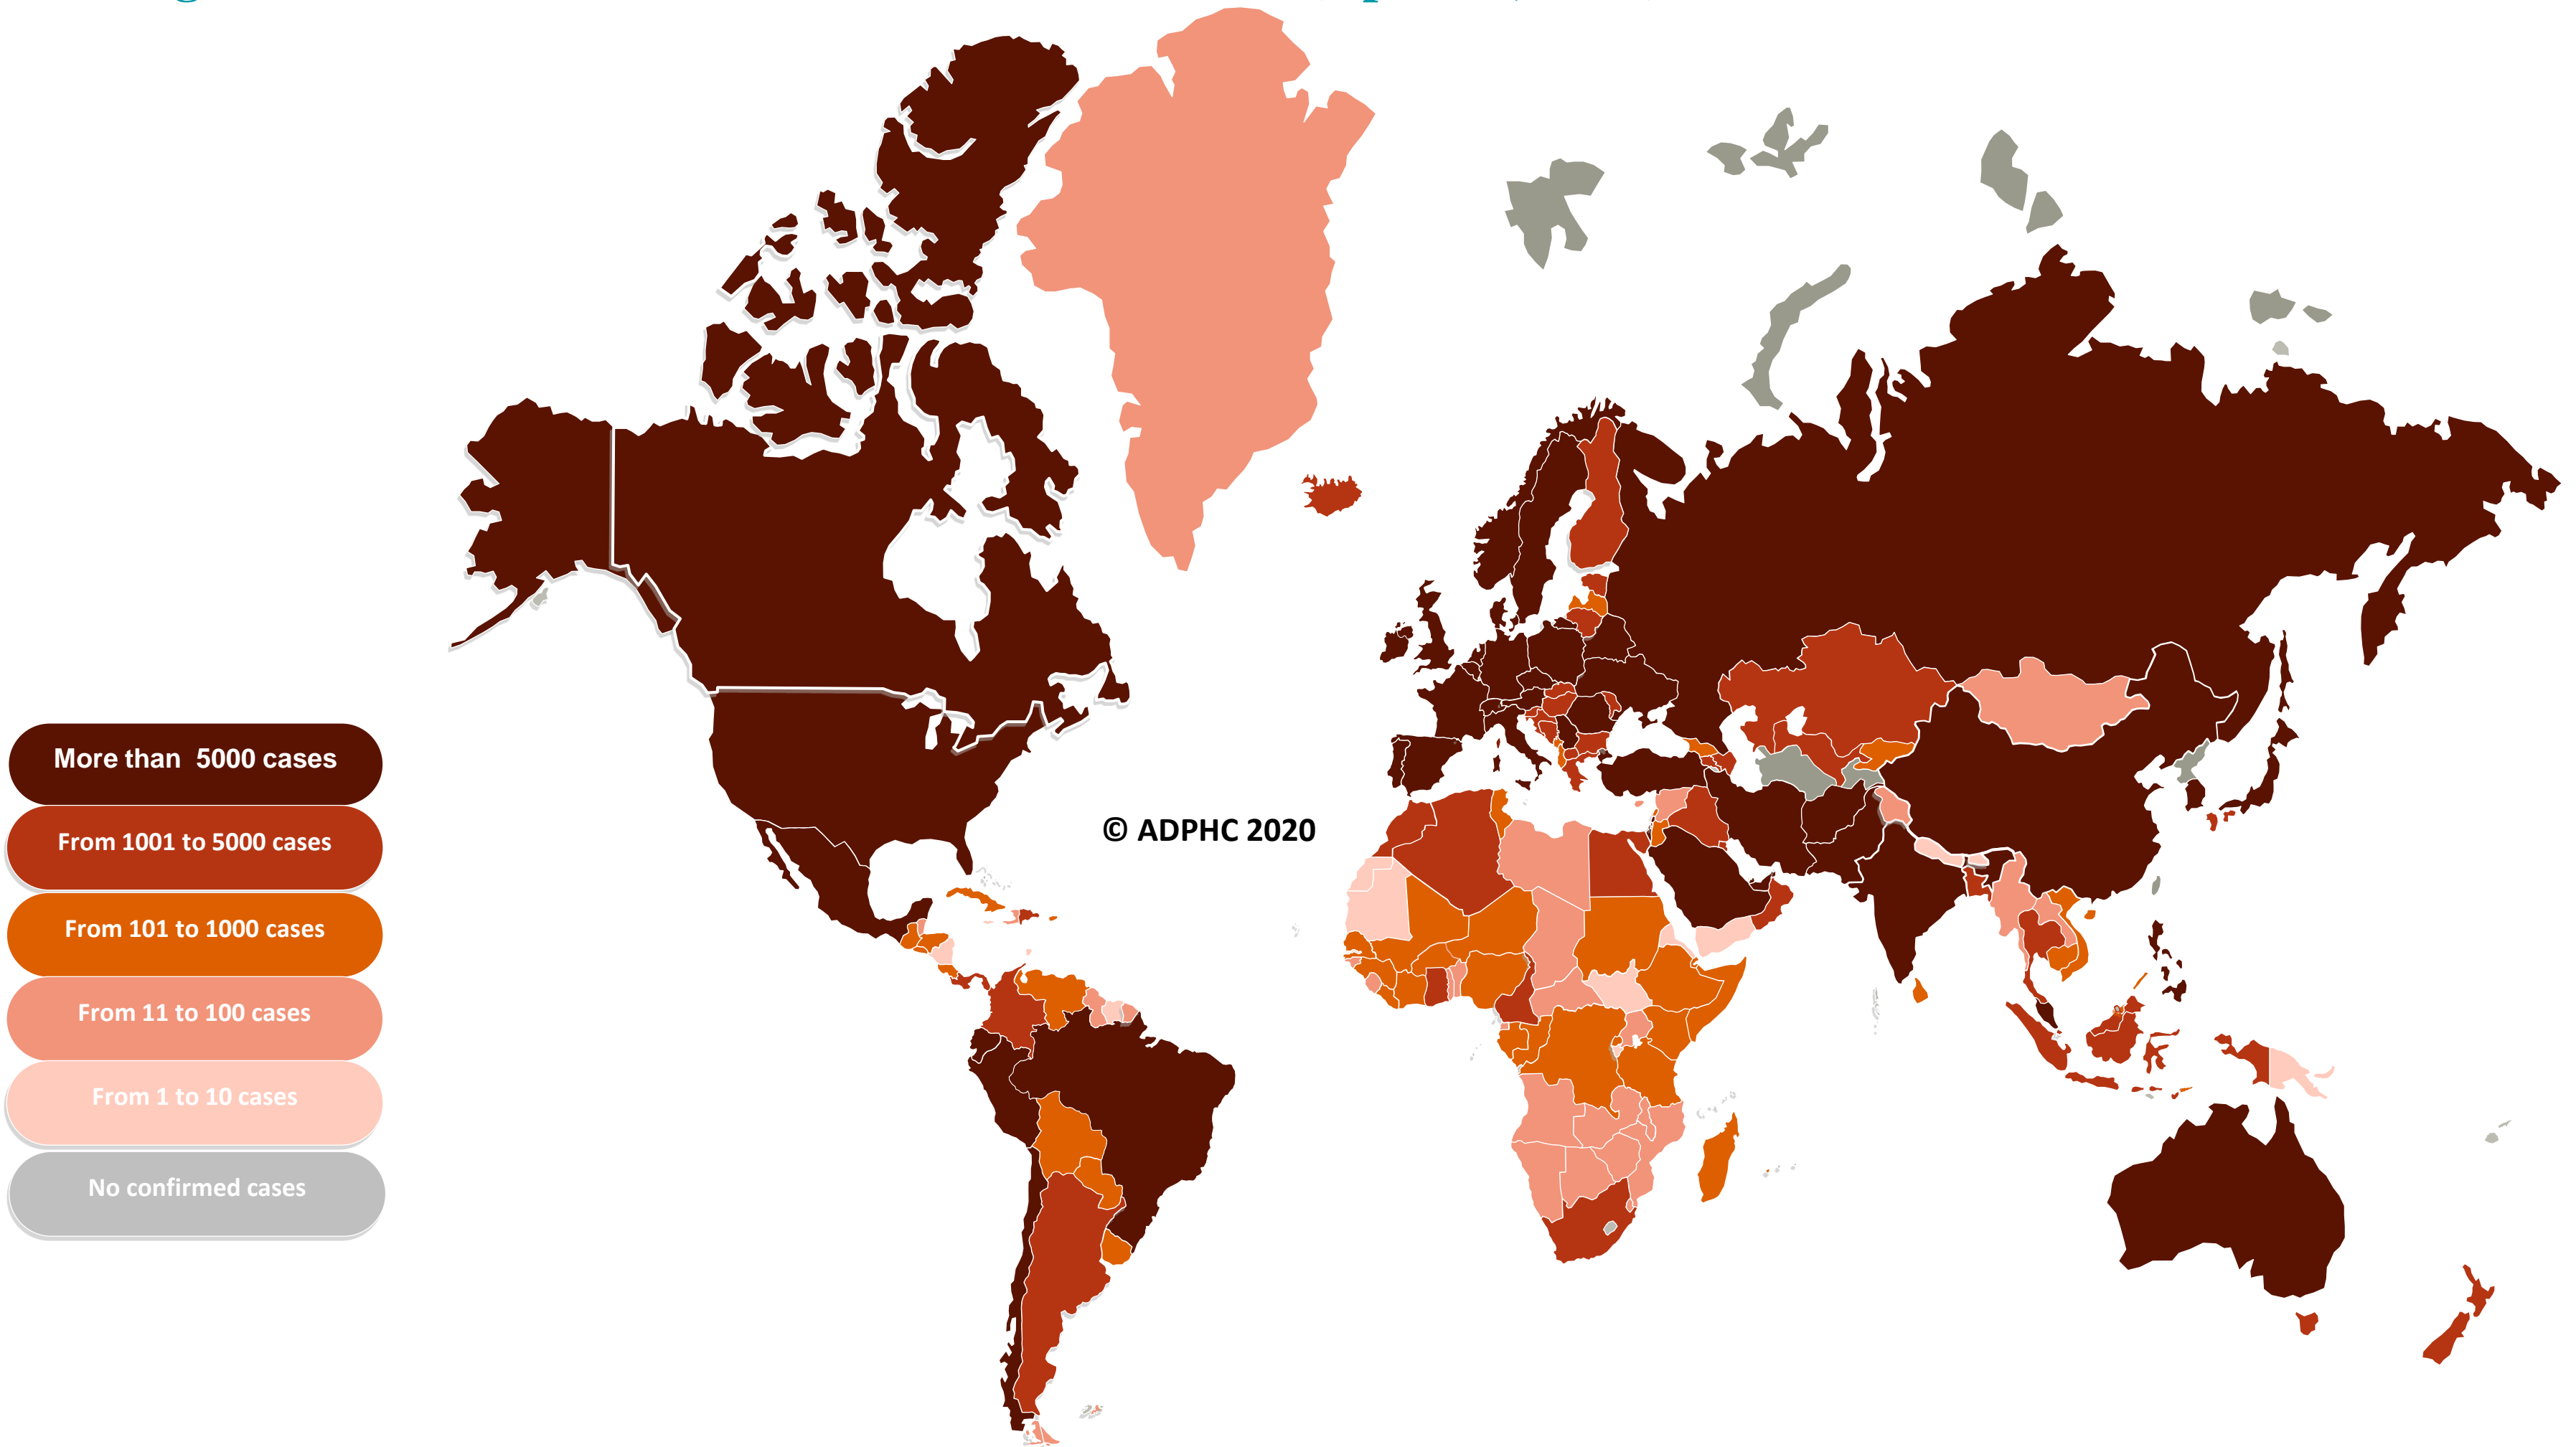 More than 5000 cases
From 1001 to 5000 cases
From 101 to 1000 cases
From 11 to 100 cases
From 1 to 10 cases
No confirmed cases
© ADPHC 2020